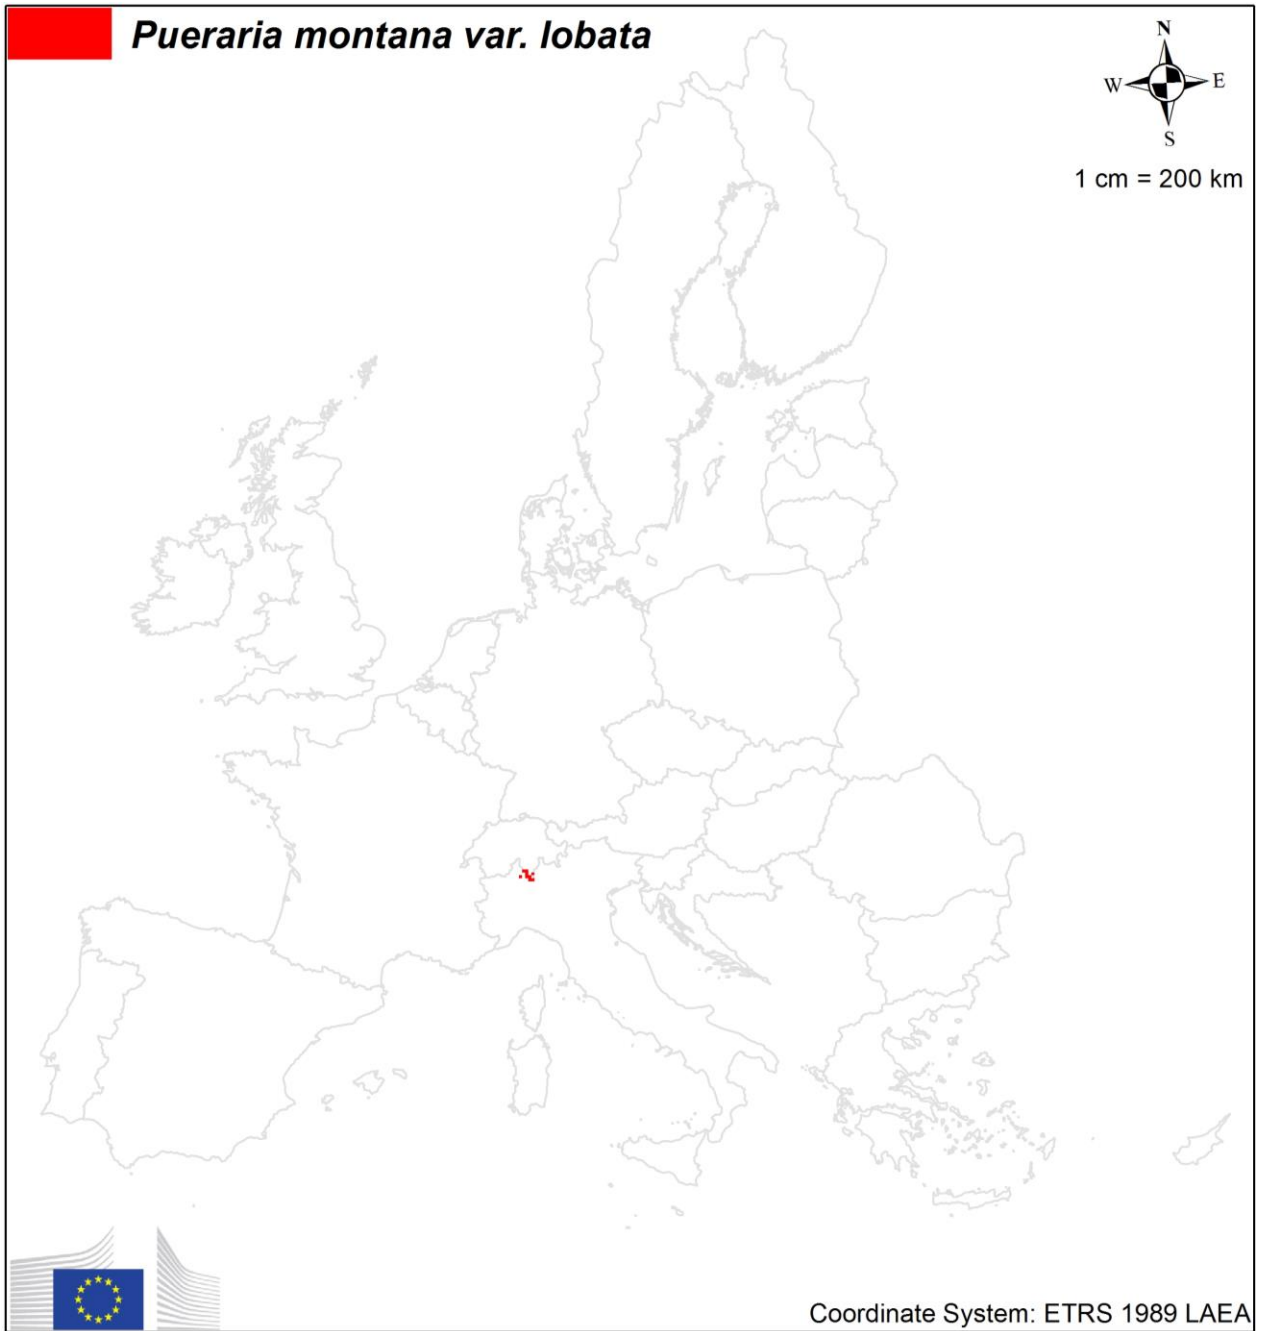 Pueraria montana var. lobata
N
W E
S
1 cm = 200 km
Coordinate System: ETRS 1989 LAEA